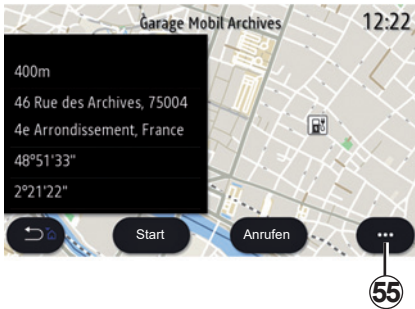 Garage Mobil Archives
12:22
400m
46 Rue des Archives, 75004
4e Arrondissement, France
48°51'33"
2°21'22"
Start
Anrufen
...
55